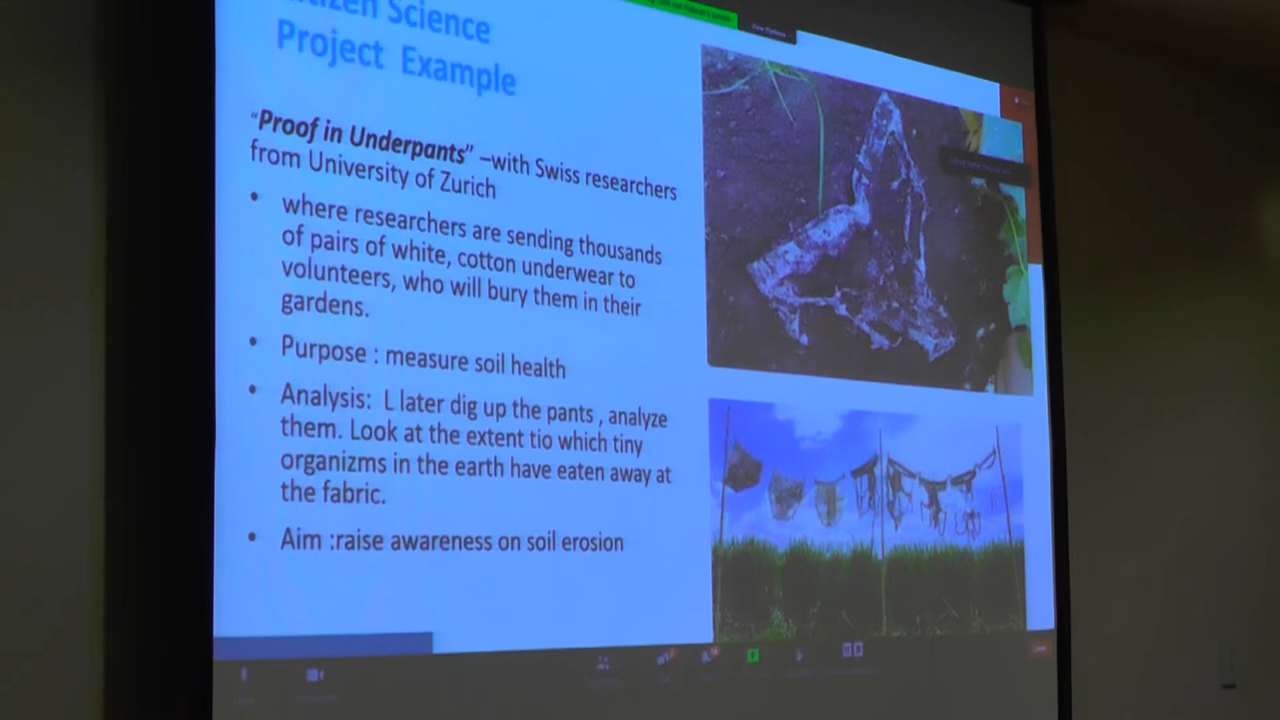 Citizen Science
Project Example
"Proof in Underpants" –with Swiss researchers
from University of Zurich
• where researchers are sending thousands
of pairs of white, cotton underwear to
volunteers, who will bury them in their
gardens.
• Purpose : measure soil health
• Analysis: L later dig up the pants , analyze
them. Look at the extent tio which tiny
organizms in the earth have eaten away at
the fabric.
• Aim :raise awareness on soil erosion
View Options